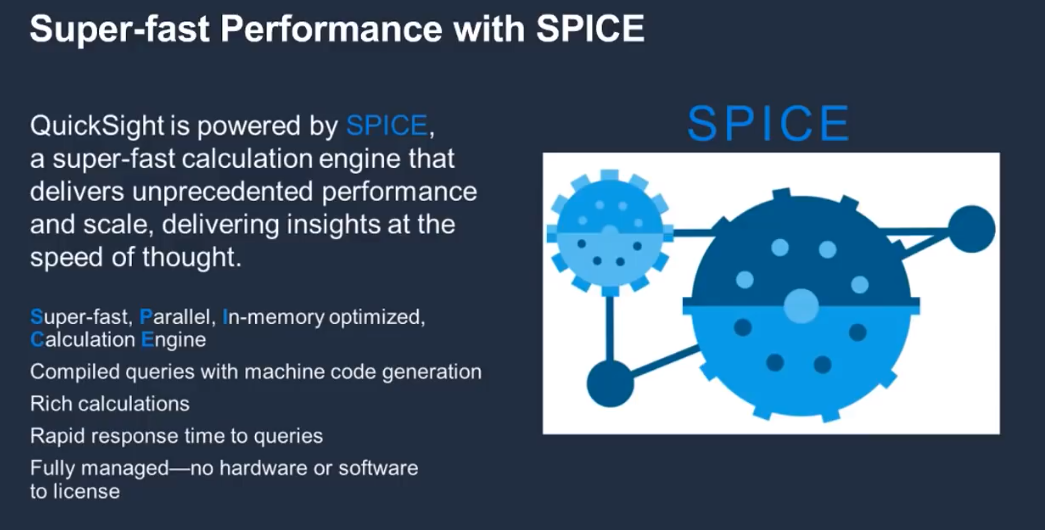 Super-fast Performance with SPICE
QuickSight is powered by SPICE,
a super-fast calculation engine that
delivers unprecedented performance
and scale, delivering insights at the
speed of thought.
Super-fast, Parallel, In-memory optimized,
Calculation Engine
Compiled queries with machine code generation
Rich calculations
Rapid response time to queries
Fully managed—no hardware or software
to license
SPICE